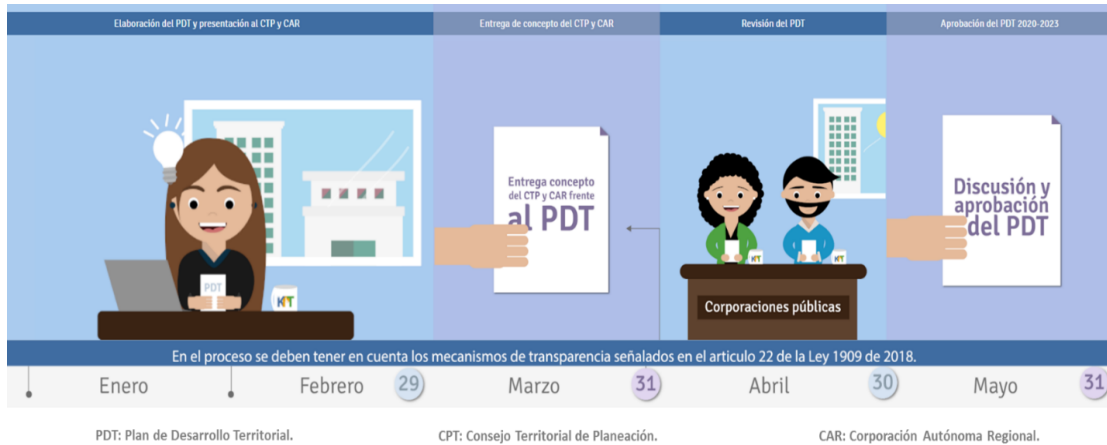 Elaboración del PDT y presentación al CTP y CAR
Entrega de concepto del CTP y CAR
Revisión del PDT
Aprobación del PDT 2020-2023
PDT
KiT
Entrega concepto
del CTP y CAR frente
al PDT
KiT
KiT
Corporaciones públicas
Discusión y
aprobación
del PDT
En el proceso se deben tener en cuenta los mecanismos de transparencia señalados en el articulo 22 de la Ley 1909 de 2018.
Enero
Febrero
29
Marzo
31
Abril
30
Mayo
31
PDT: Plan de Desarrollo Territorial.
CPT: Consejo Territorial de Planeación.
CAR: Corporación Autónoma Regional.